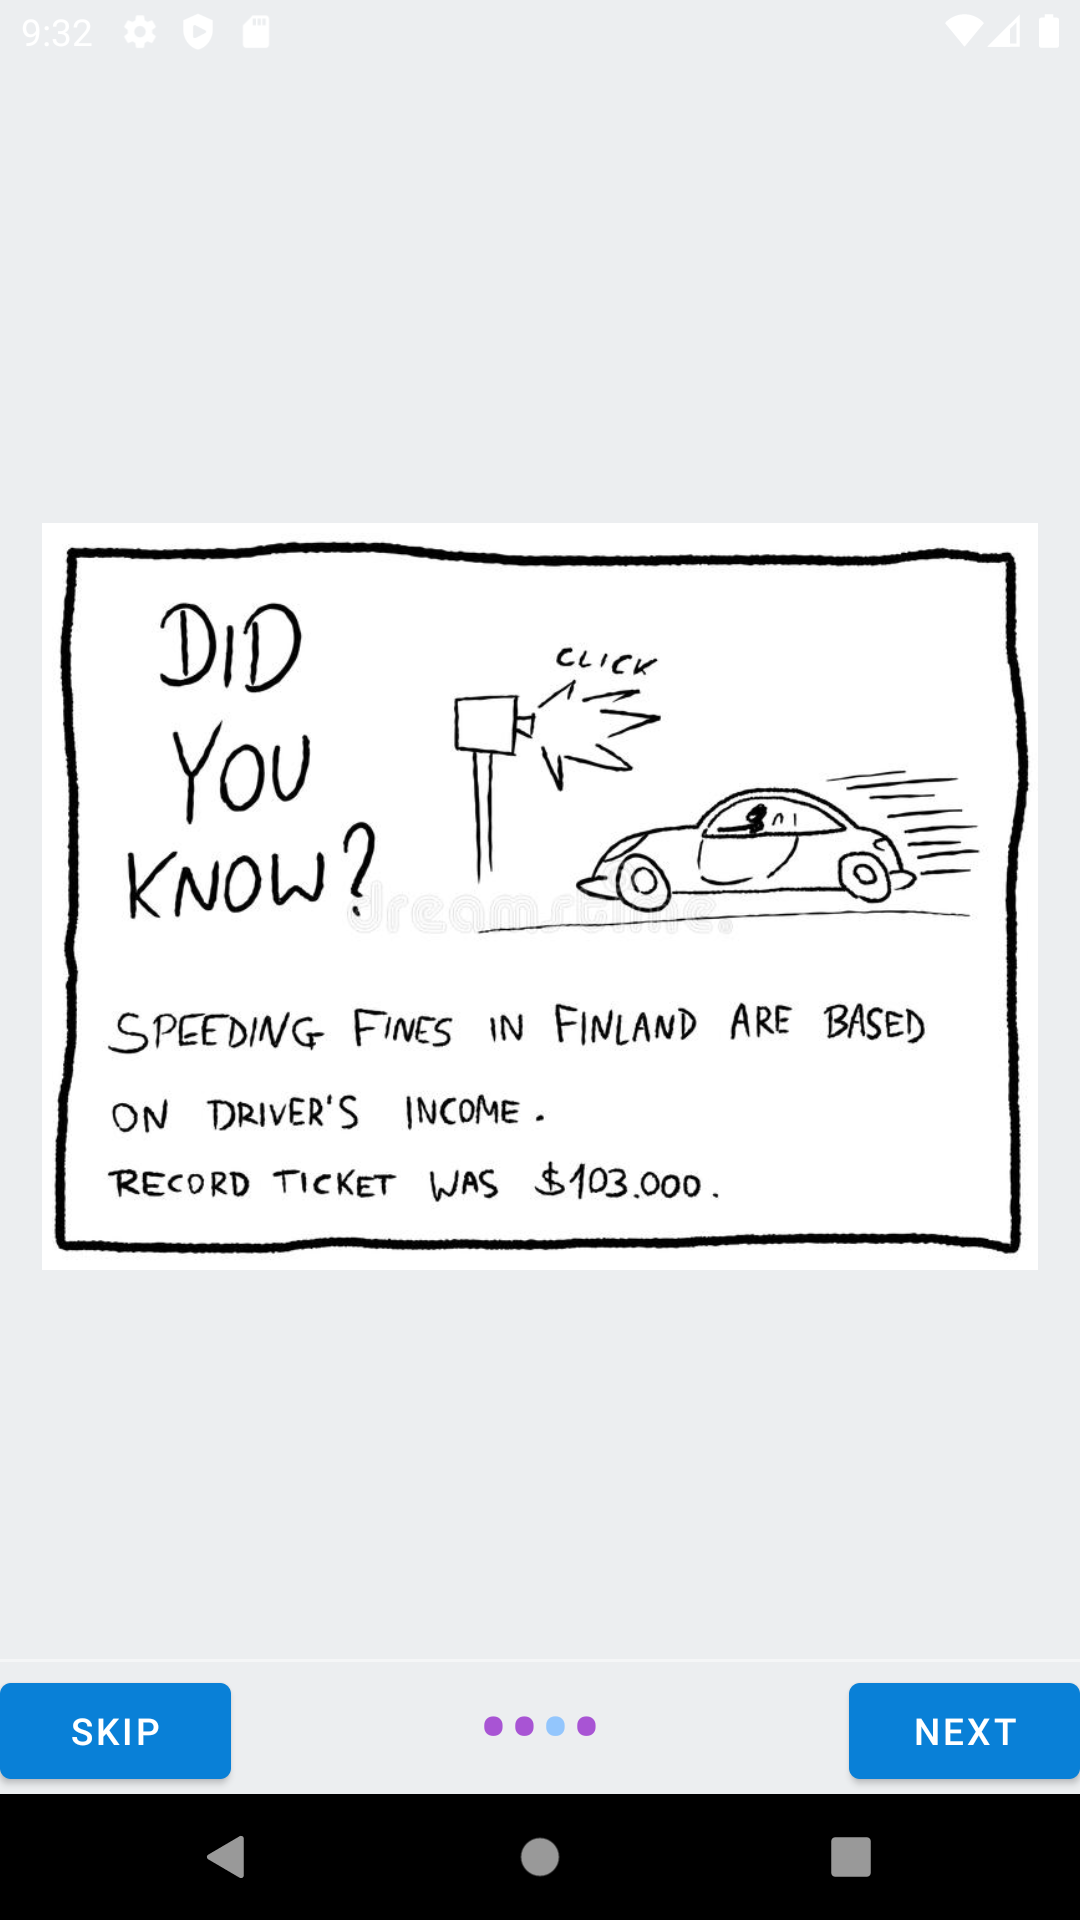 9:32
DID
CLICK
YOU
KNOW?
dreamstime.
SPEEDING FINES IN FINLAND ARE BASED
ON DRIVER'S INCOME.
RECORD TICKET WAS $103.000.
SKIP
NEXT